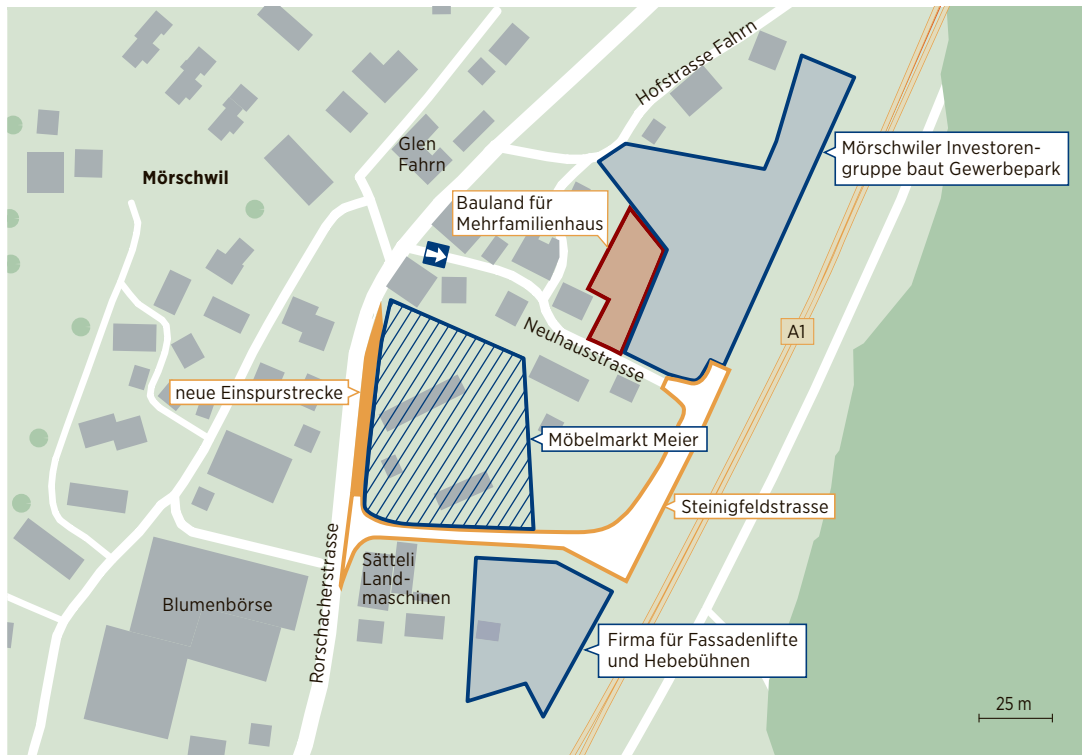 Hofstrasse Fahrn
Glen
Fahrn
Mörschwiler Investoren-
gruppe baut Gewerbepark
Mörschwil
Bauland für
Mehrfamilienhaus
A1
Neuhausstrasse
neue Einspurstrecke
Möbelmarkt Meier
Steinigfeldstrasse
Rorschacherstrasse
Sätteli
Land-
maschinen
Blumenbörse
Firma für Fassadenlifte
und Hebebühnen
25 m